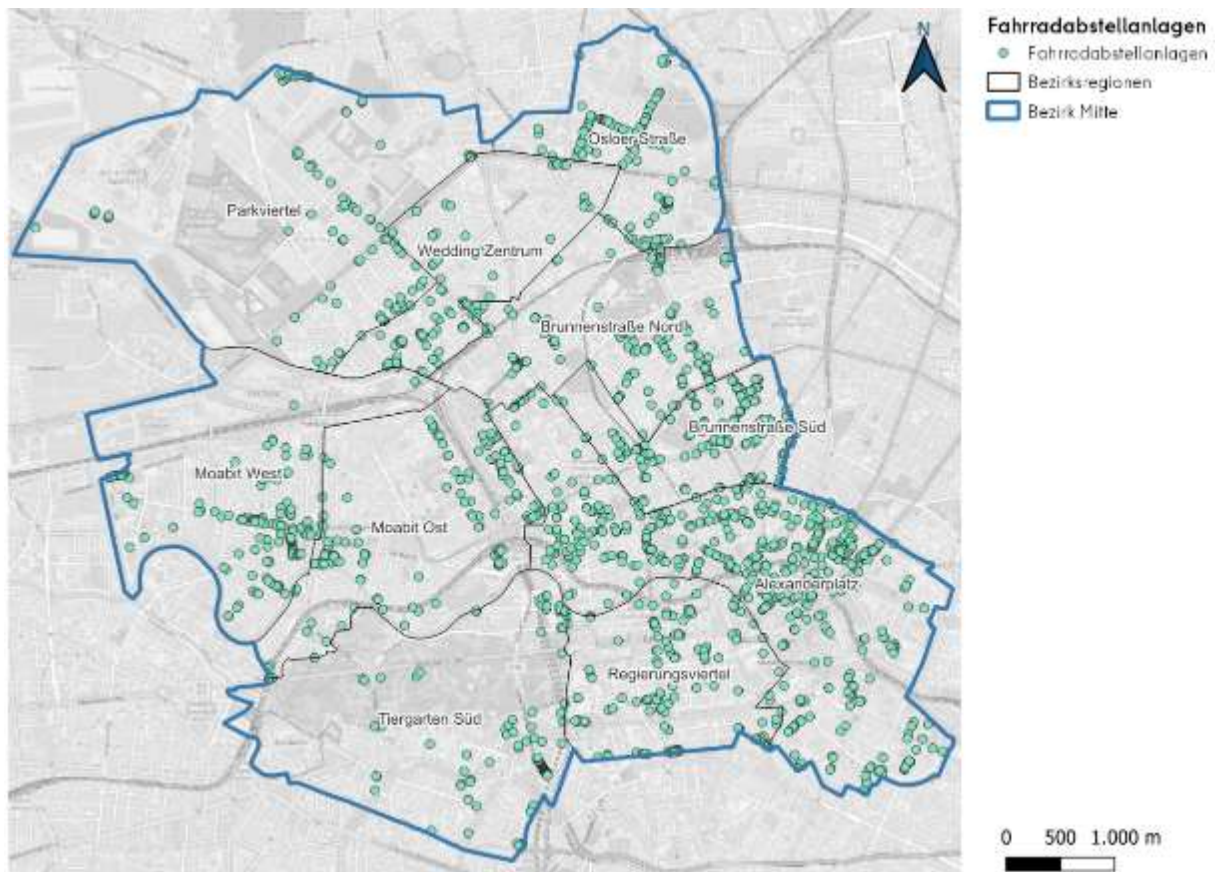 Fahrradabstellanlagen
Fahrradabstellanlagen
Bezirksregionen
Bezirk Mitte
N
Osloer Straße
Parkviertel
Wedding Zentrum
Brunnenstraße Nord
Brunnenstraße Süd
Moabit West
Moabit Ost
Alexanderplatz
Regierungsviertel
Tiergarten Süd
0 500 1.000 m